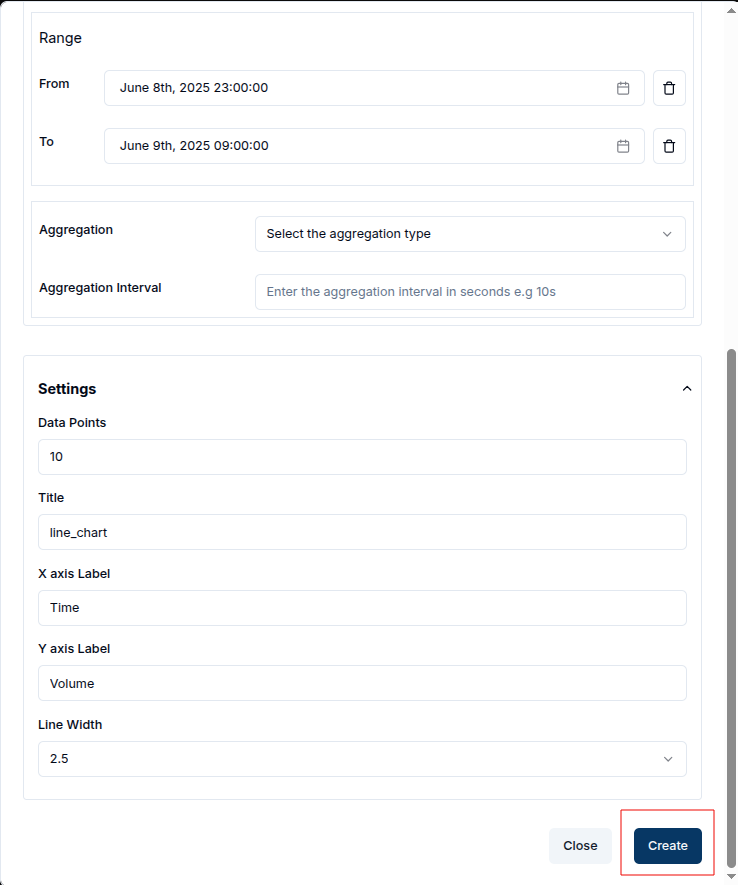 Range
From
June 8th, 2025 23:00:00
To
June 9th, 2025 09:00:00
Aggregation
Select the aggregation type
Aggregation Interval
Enter the aggregation interval in seconds e.g 10s
Settings
Data Points
10
Title
line_chart
X axis Label
Time
Y axis Label
Volume
Line Width
2.5
Close
Create